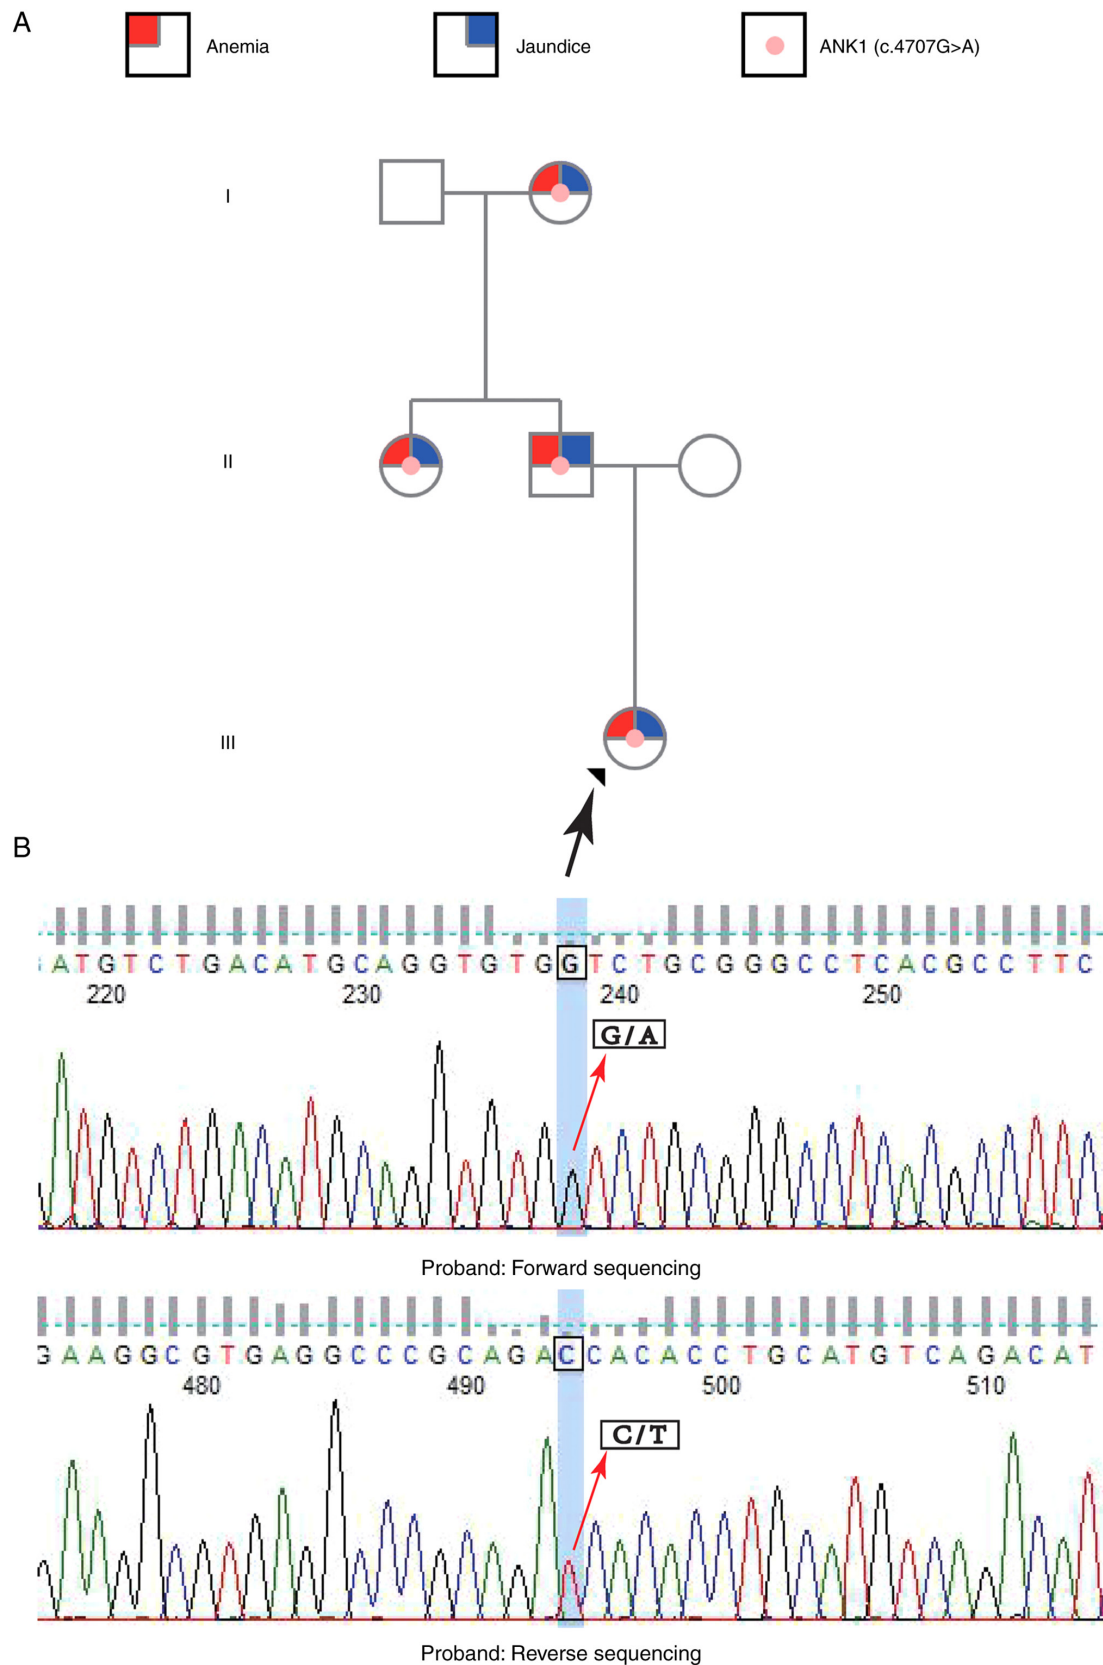 A
Anemia
Jaundice
ANK1 (c.4707G>A)
I
II
III
B
ATGTCTGACATGCAGGTGTGGTCTGCGGGCCTCACGCCTTC
220 230 240 250
G/A
Proband: Forward sequencing
GAAGGCGTGAGGCCCGCAGACCACACCTGCATGTCAGACAT
480 490 500 510
C/T
Proband: Reverse sequencing